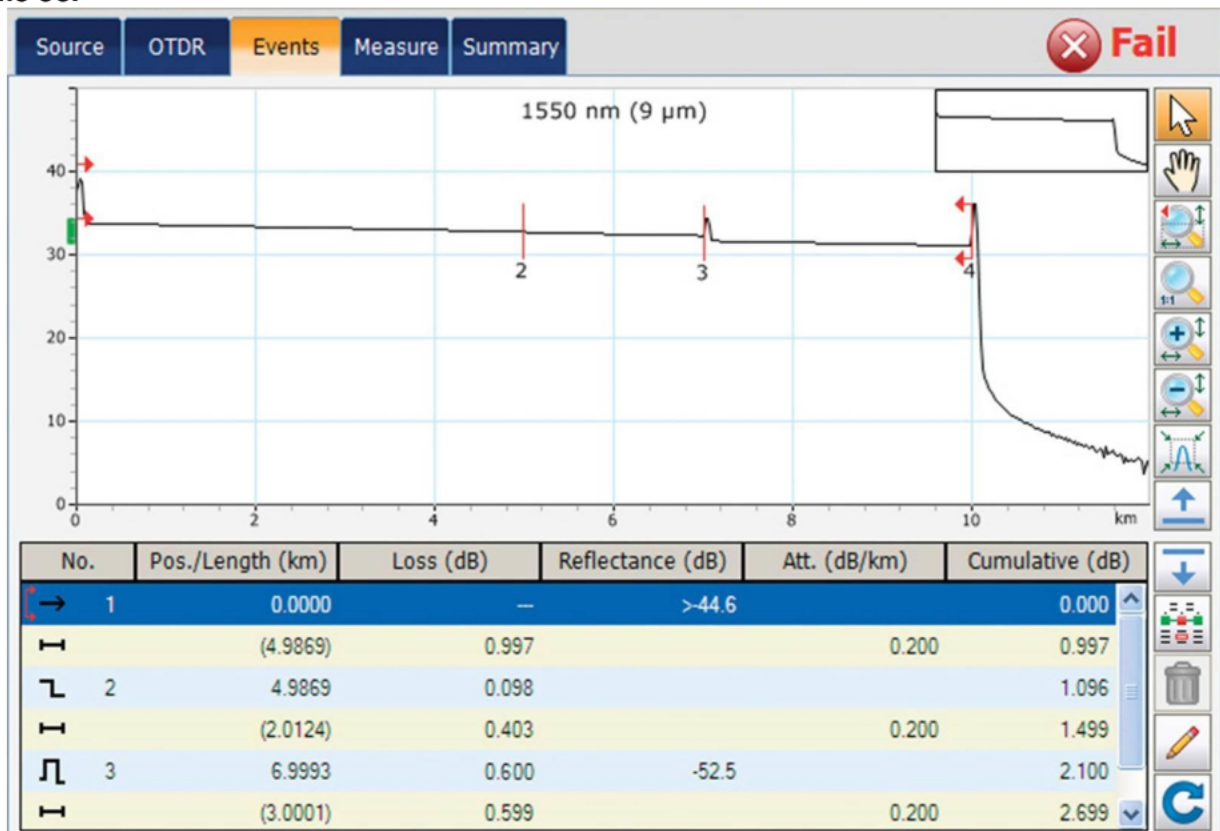 Source OTDR Events Measure Summary Fail
1550 nm (9 µm)
40
30
20
10
0
2 3 4
0 2 4 6 8 10 km
1:1
No. Pos./Length (km) Loss (dB) Reflectance (dB) Att. (dB/km) Cumulative (dB)
1 0.0000 --- >-44.6 0.000
(4.9869) 0.997 0.200 0.997
2 4.9869 0.098 1.096
(2.0124) 0.403 0.200 1.499
3 6.9993 0.600 -52.5 2.100
(3.0001) 0.599 0.200 2.699